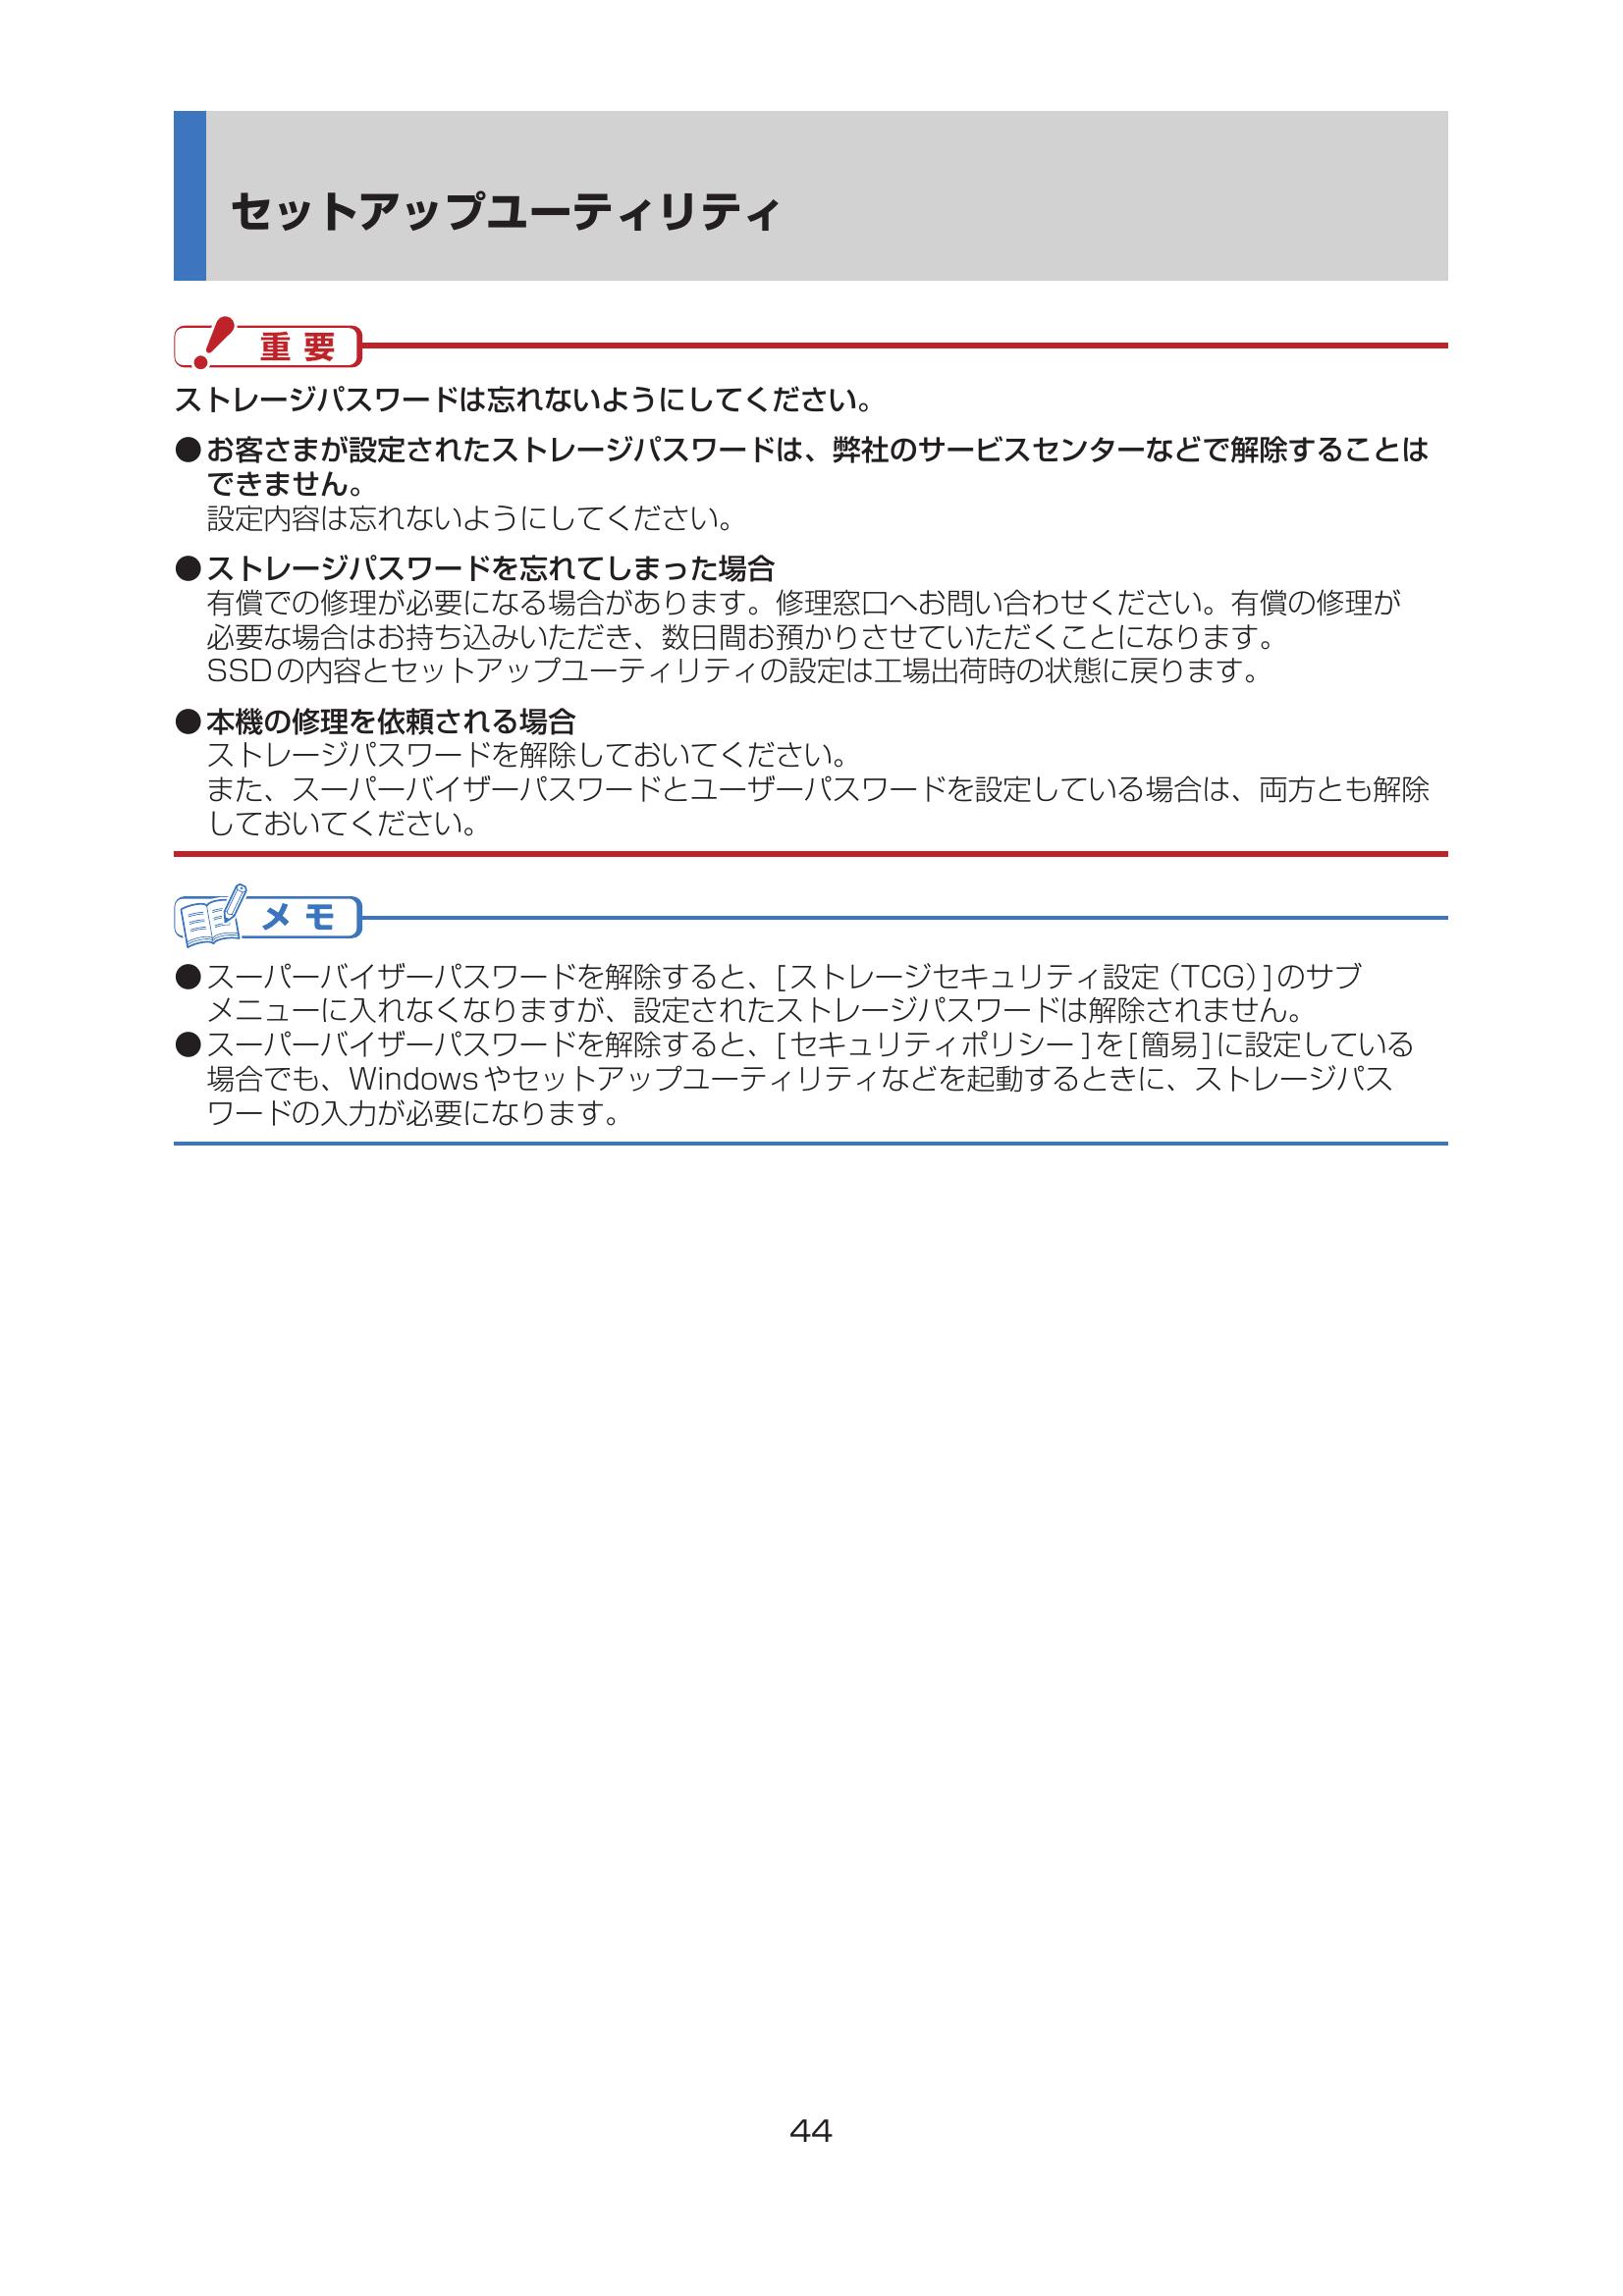 セットアップユーティリティ
重要
ストレージパスワードは忘れないようにしてください。
●お客さまが設定されたストレージパスワードは、弊社のサービスセンターなどで解除することは
できません。
設定内容は忘れないようにしてください。
●ストレージパスワードを忘れてしまった場合
有償での修理が必要になる場合があります。修理窓口へお問い合わせください。有償の修理が
必要な場合はお持ち込みいただき、数日間お預かりさせていただくことになります。
SSDの内容とセットアップユーティリティの設定は工場出荷時の状態に戻ります。
●本機の修理を依頼される場合
ストレージパスワードを解除しておいてください。
また、スーパーバイザーパスワードとユーザーパスワードを設定している場合は、両方とも解除
しておいてください。
メモ
●スーパーバイザーパスワードを解除すると、[ストレージセキュリティ設定（TCG）]のサブ
メニューに入れなくなりますが、設定されたストレージパスワードは解除されません。
●スーパーバイザーパスワードを解除すると、[セキュリティポリシー]を[簡易]に設定している
場合でも、Windowsやセットアップユーティリティなどを起動するときに、ストレージパス
ワードの入力が必要になります。
44